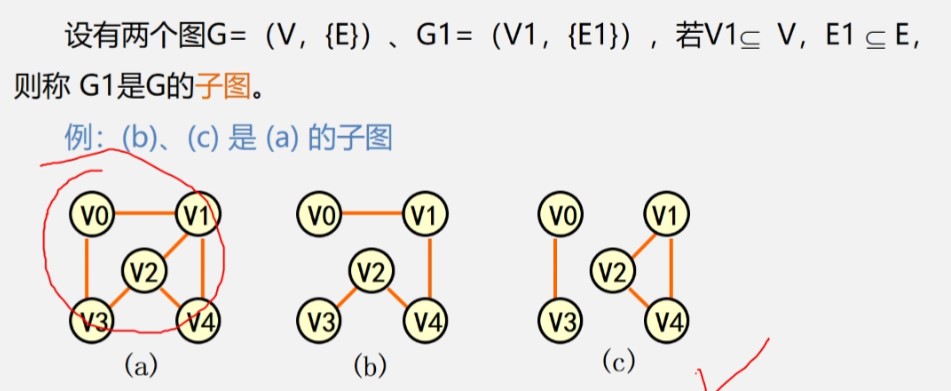 设有两个图G=（V，{E}）、G1=（V1，{E1}），若V1⊆ V，E1 ⊆ E，
则称 G1是G的子图。
例：(b)、(c) 是 (a) 的子图
V0 V1 V0 V1 V0 V1
V2 V2 V2
V3 V4 V3 V4 V3 V4
(a) (b) (c)